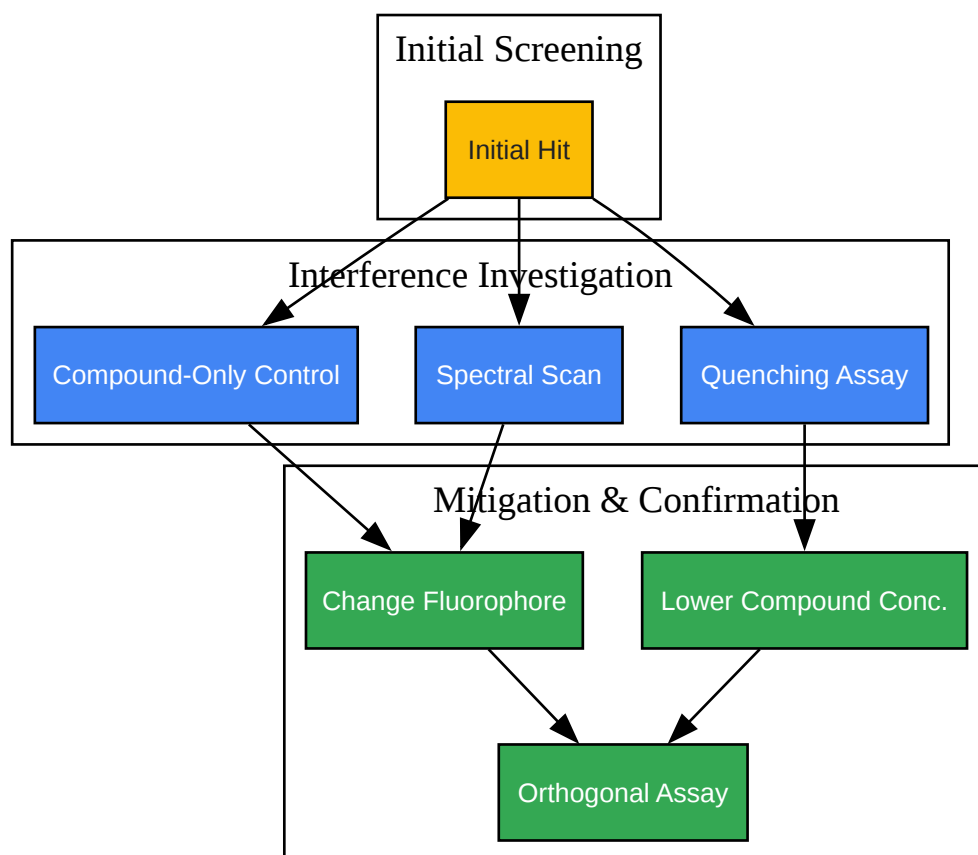 Initial Screening
Initial Hit
Interference Investigation
Compound-Only Control
Spectral Scan
Quenching Assay
Mitigation & Confirmation
Change Fluorophore
Lower Compound Conc.
Orthogonal Assay